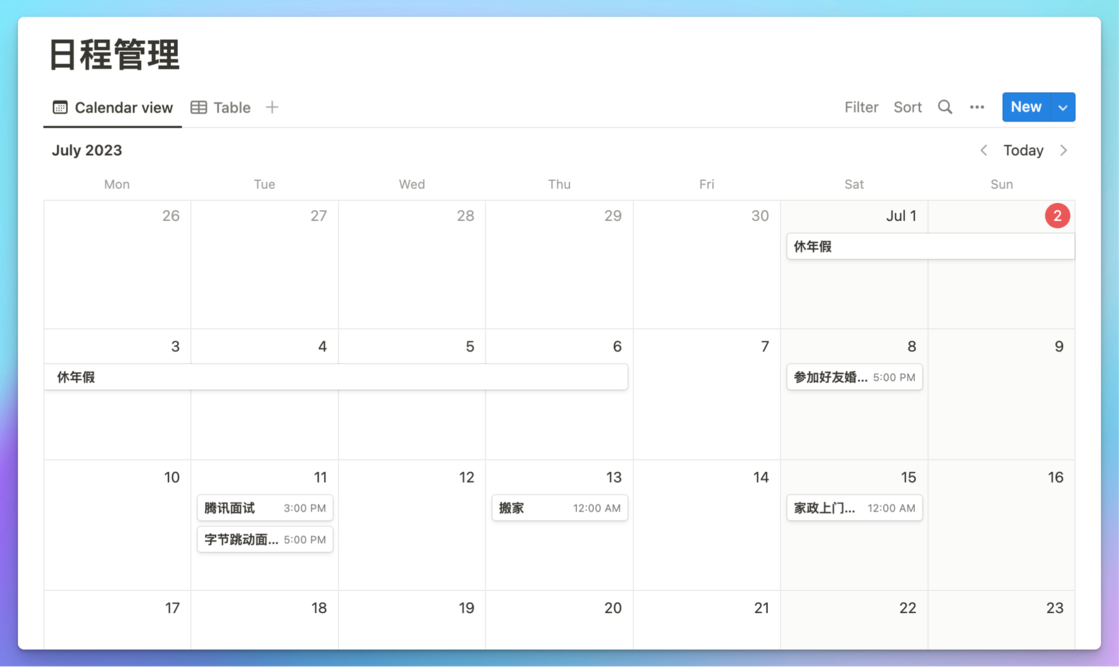 日程管理
Calendar view Table Filter Sort New
July 2023 Today
Mon Tue Wed Thu Fri Sat Sun
26 27 28 29 30 Jul 1 2
休年假
3 4 5 6 7 8 9
休年假 参加好友婚... 5:00 PM
10 11 12 13 14 15 16
腾讯面试 3:00 PM 搬家 12:00 AM 家政上门... 12:00 AM
字节跳动面... 5:00 PM
17 18 19 20 21 22 23